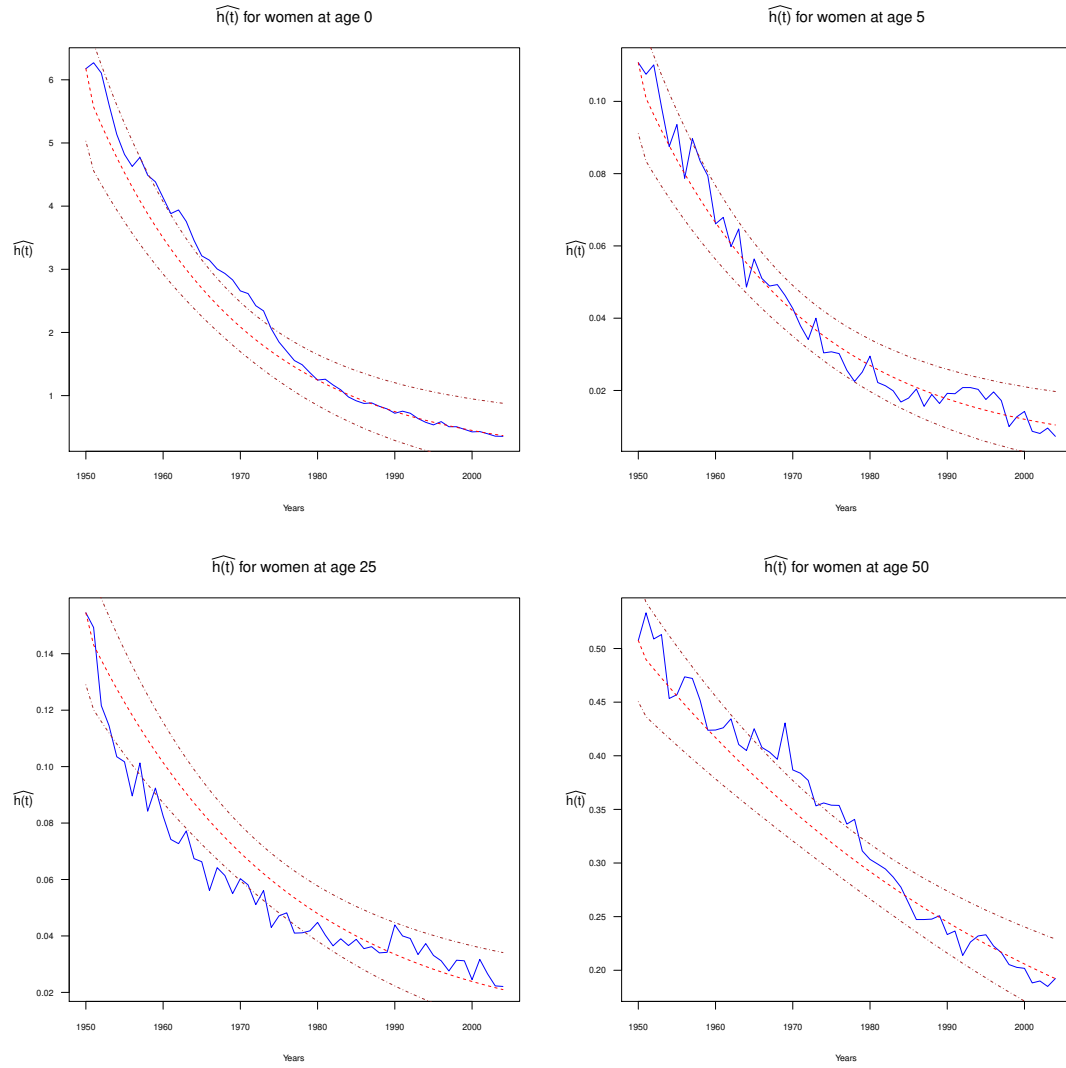 h(t) for women at age 0
6
5
4
3
2
1
h(t)
1950 1960 1970 1980 1990 2000
Years
h(t) for women at age 5
0.10
0.08
0.06
0.04
0.02
h(t)
1950 1960 1970 1980 1990 2000
Years
h(t) for women at age 25
0.14
0.12
0.10
0.08
0.06
0.04
0.02
h(t)
1950 1960 1970 1980 1990 2000
Years
h(t) for women at age 50
0.50
0.45
0.40
0.35
0.30
0.25
0.20
h(t)
1950 1960 1970 1980 1990 2000
Years